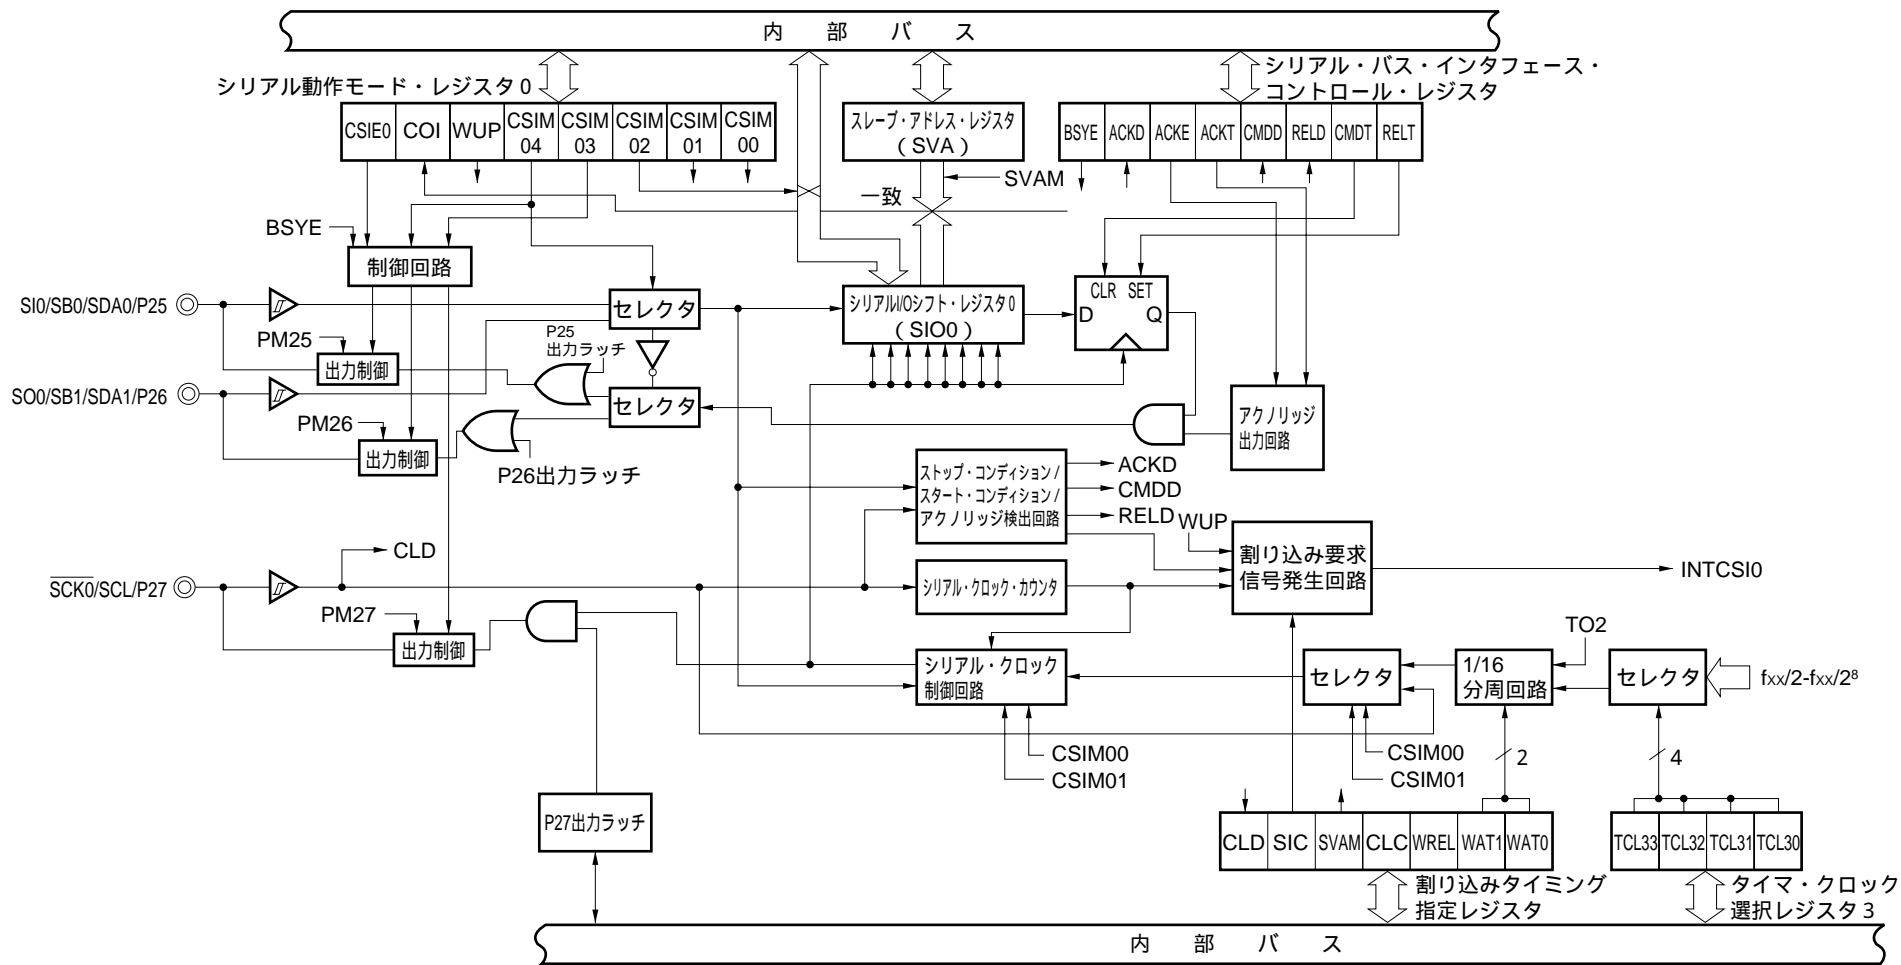 内 部 バ ス
シリアル動作モード・レジスタ0
シリアル・バス・インタフェース・
コントロール・レジスタ
CSIE0 COI WUP CSIM04 CSIM03 CSIM02 CSIM01 CSIM00
スレーブ・アドレス・レジスタ
(SVA)
BSYE ACKD ACKE ACKT CMDD RELD CMDT RELT
SVAM
一致
BSYE
制御回路
SI0/SB0/SDA0/P25
セレクタ
シリアルI/Oシフト・レジスタ0
(SIO0)
CLR SET
D Q
PM25
出力制御
P25
出力ラッチ
SO0/SB1/SDA1/P26
セレクタ
アクノリッジ
出力回路
PM26
出力制御
P26出力ラッチ
ストップ・コンディション/
スタート・コンディション/
アクノリッジ検出回路
ACKD
CMDD
RELD
WUP
割り込み要求
信号発生回路
INTCSI0
CLD
SCK0/SCL/P27
シリアル・クロック・カウンタ
PM27
出力制御
TO2
シリアル・クロック
制御回路
セレクタ
1/16
分周回路
セレクタ
fxx/2-fxx/2⁸
CSIM00
CSIM01
CSIM00
CSIM01
2
4
P27出力ラッチ
CLD SIC SVAM CLC WREL WAT1 WAT0
TCL33 TCL32 TCL31 TCL30
割り込みタイミング
指定レジスタ
タイマ・クロック
選択レジスタ3
内 部 バ ス